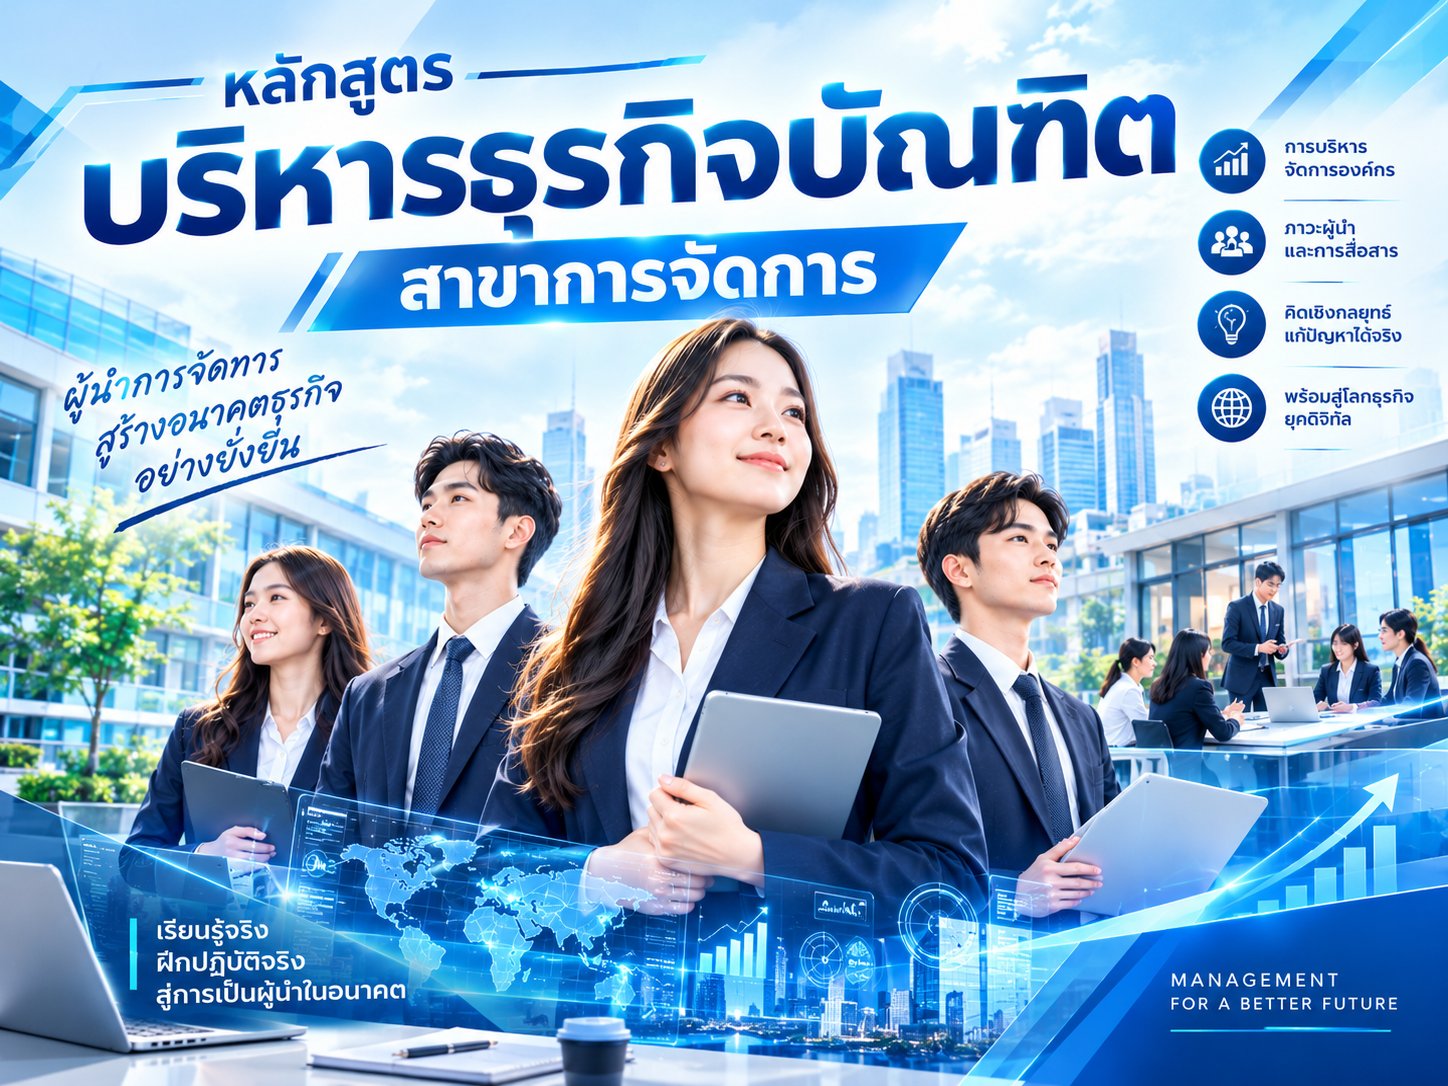 หลักสูตร
บริหารธุรกิจบัณฑิต
สาขาการจัดการ
ผู้นำการจัดทาร
สูร้างอนาคตธุรกีจ
อย่างยั่งยืน
การบริหาร
จัดการองค์กร
ภาวะผู้นำ
และการสื่อสาร
คิดเชิงกลยุทธ์
แก้ปัญหาได้จริง
พร้อมสู่โลกธุรกิจ
ยุคดิจิทัล
เรียนรู้จริง
ฝึกปฏิบัติจริง
สู่การเป็นผู้นำในอนาคต
MANAGEMENT
FOR A BETTER FUTURE